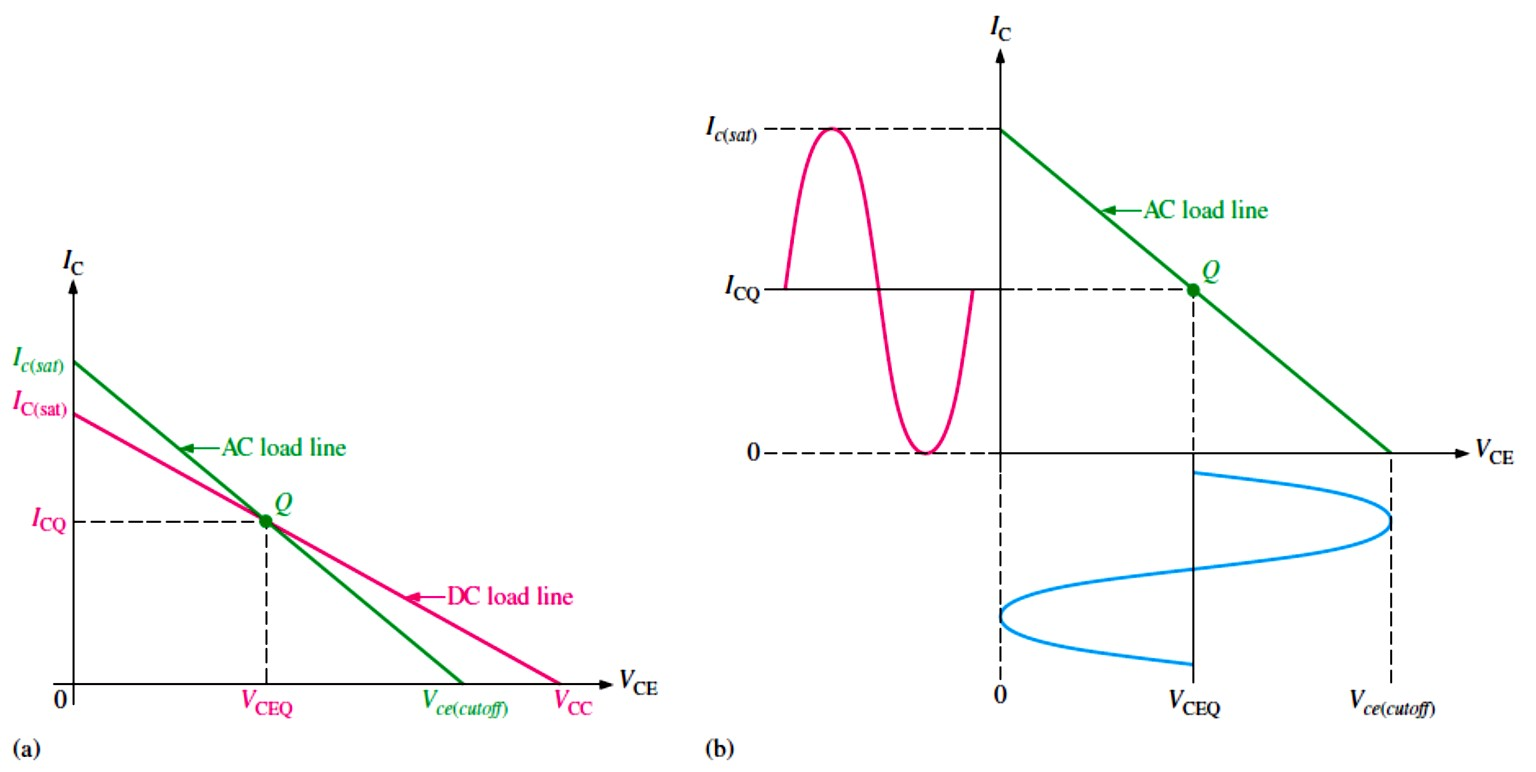 I_C
I_c(sat)
I_C(sat)
AC load line
Q
I_CQ
DC load line
V_CE
0
V_CEQ
V_ce(cutoff)
V_CC
(a)
I_C
I_c(sat)
AC load line
Q
I_CQ
0
V_CE
0
V_CEQ
V_ce(cutoff)
(b)